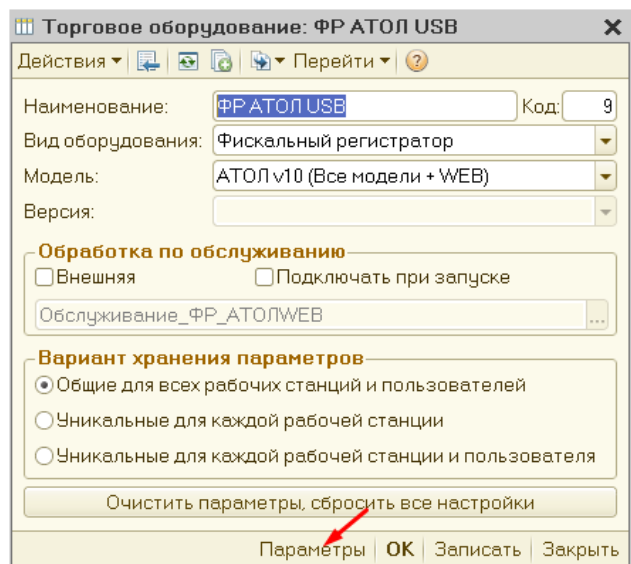 Торговое оборудование: ФР АТОЛ USB
Действия Перейти
Наименование: ФР АТОЛ USB Код: 9
Вид оборудования: Фискальный регистратор
Модель: АТОЛ v10 (Все модели + WEB)
Версия:
Обработка по обслуживанию
Внешняя Подключать при запуске
Обслуживание_ФР_АТОЛWEB ...
Вариант хранения параметров
Общие для всех рабочих станций и пользователей
Уникальные для каждой рабочей станции
Уникальные для каждой рабочей станции и пользователя
Очистить параметры, сбросить все настройки
Параметры ОК Записать Закрыть